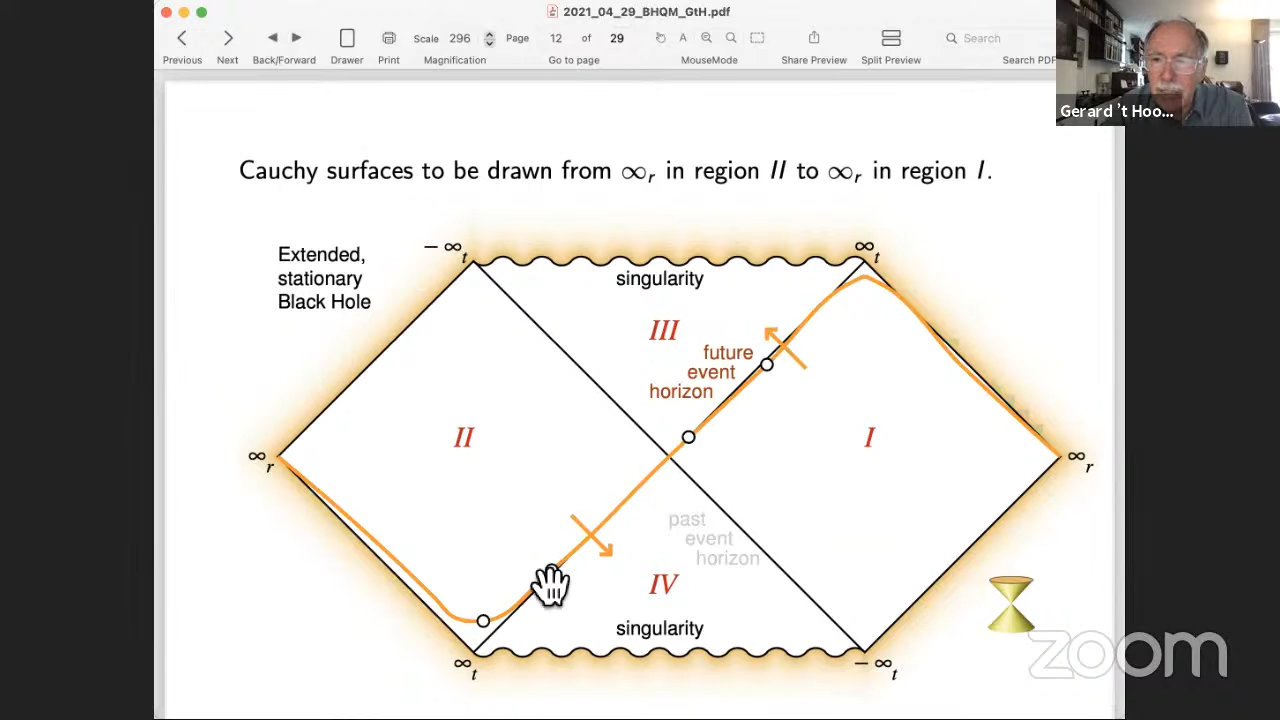 2021_04_29_BHQM_GtH.pdf
Previous Next Back/Forward Drawer Print Scale 296 Magnification Page 12 of 29 Go to page A MouseMode Share Preview Split Preview Search Search PDF
Gerard 't Hoo...
Cauchy surfaces to be drawn from ∞r in region II to ∞r in region I.
Extended,
stationary
Black Hole
− ∞t
∞t
singularity
III
future
event
horizon
II
I
∞r
∞r
past
event
horizon
IV
singularity
∞t
− ∞t
zoom